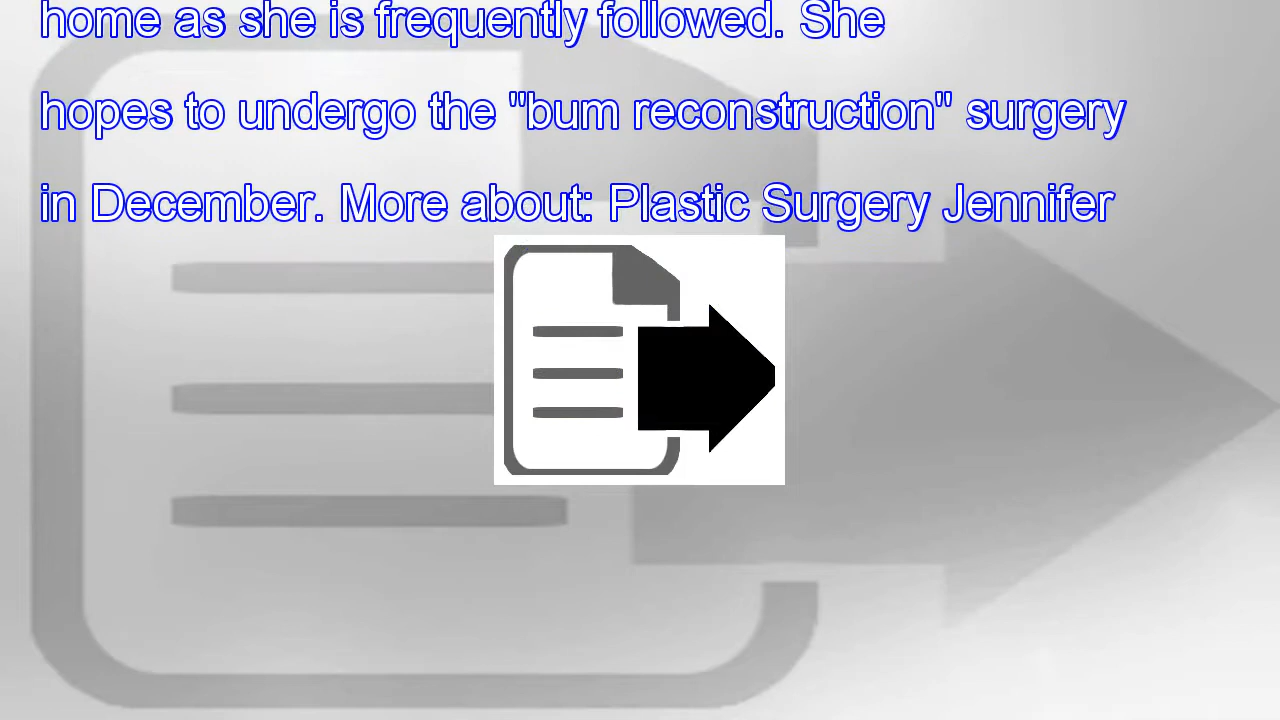 home as she is frequently followed. She
hopes to undergo the "bum reconstruction" surgery
in December. More about: Plastic Surgery Jennifer